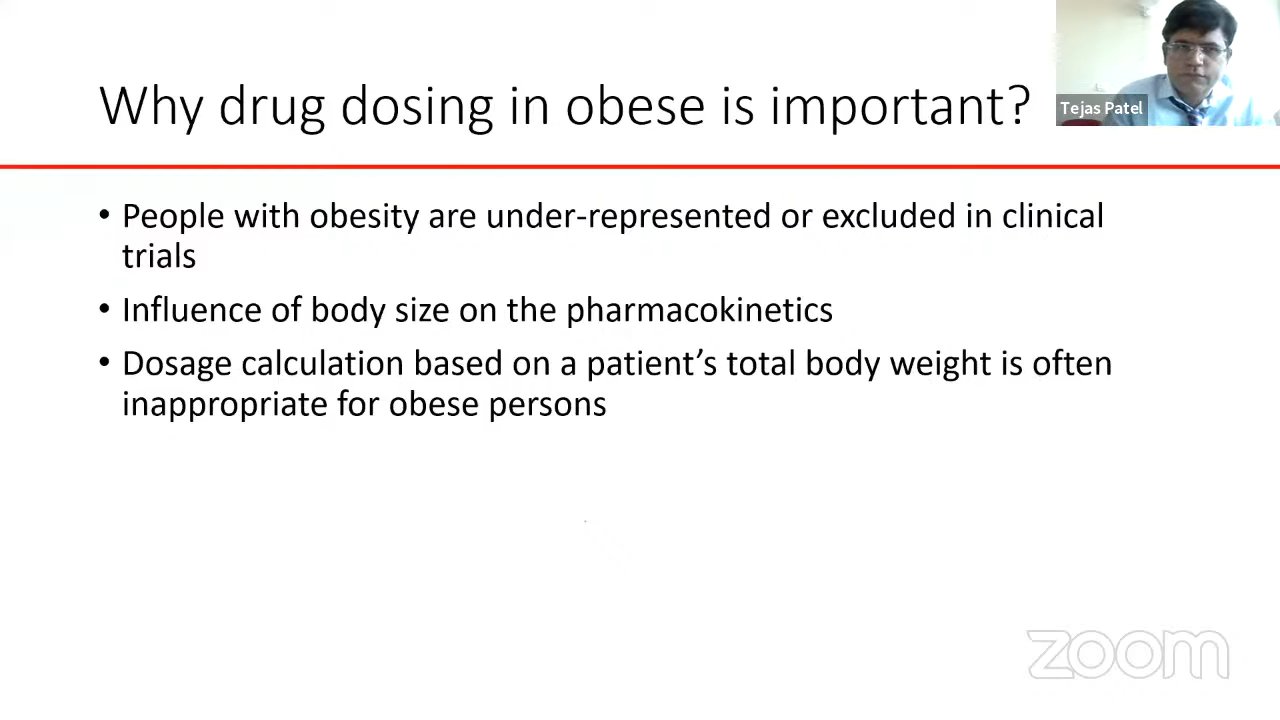 Why drug dosing in obese is important?
Tejas Patel
• People with obesity are under-represented or excluded in clinical
trials
• Influence of body size on the pharmacokinetics
• Dosage calculation based on a patient’s total body weight is often
inappropriate for obese persons
zoom